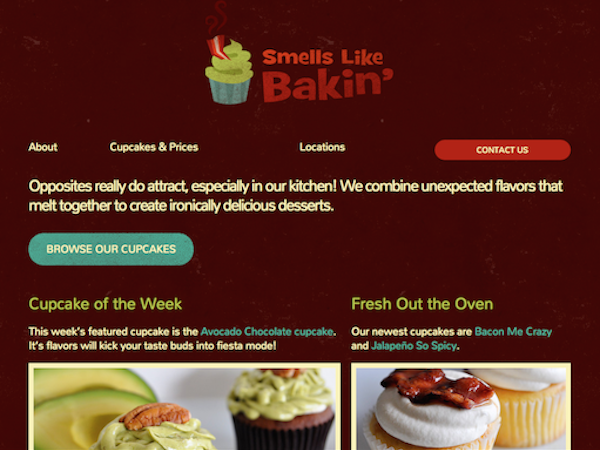 Smells Like
Bakin'
About
Cupcakes & Prices
Locations
CONTACT US
Opposites really do attract, especially in our kitchen! We combine unexpected flavors that
melt together to create ironically delicious desserts.
BROWSE OUR CUPCAKES
Cupcake of the Week
This week's featured cupcake is the Avocado Chocolate cupcake.
It's flavors will kick your taste buds into fiesta mode!
Fresh Out the Oven
Our newest cupcakes are Bacon Me Crazy
and Jalapeño So Spicy.